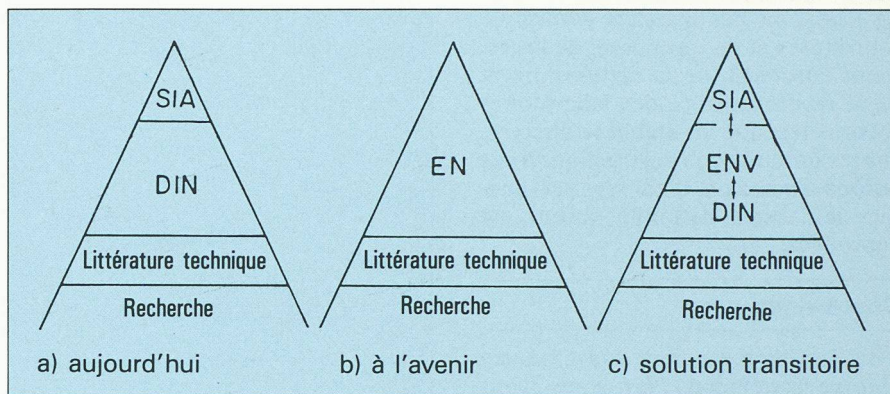 SIA
DIN
Littérature technique
Recherche
a) aujourd'hui
EN
Littérature technique
Recherche
b) à l'avenir
SIA
ENV
DIN
Littérature technique
Recherche
c) solution transitoire